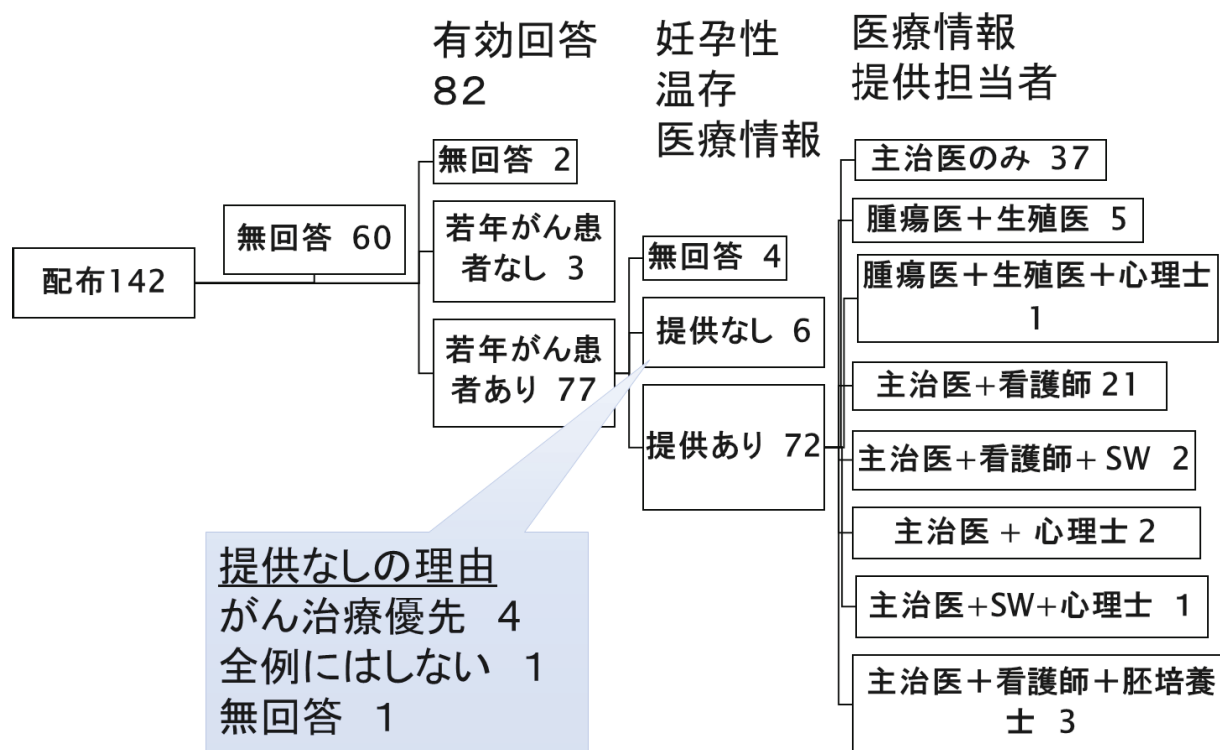 有効回答
82
妊孕性
温存
医療情報
医療情報
提供担当者
配布142
無回答 60
無回答 2
若年がん患
者なし 3
若年がん患
者あり 77
無回答 4
提供なし 6
提供あり 72
主治医のみ 37
腫瘍医+生殖医 5
腫瘍医+生殖医+心理士
1
主治医+看護師 21
主治医+看護師+ SW 2
主治医 + 心理士 2
主治医+SW+心理士 1
主治医+看護師+胚培養
士 3
提供なしの理由
がん治療優先 4
全例にはしない 1
無回答 1